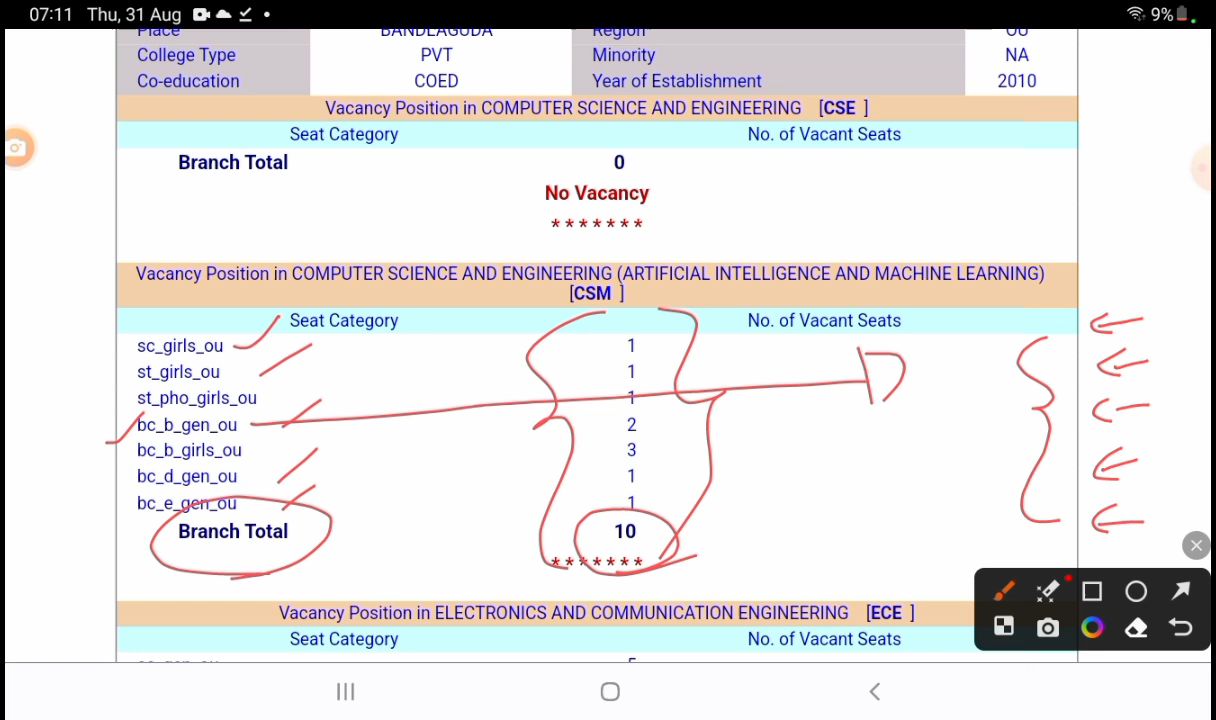 07:11 Thu, 31 Aug 9%
Place BANDLAGUDA Region OU
College Type PVT Minority NA
Co-education COED Year of Establishment 2010
Vacancy Position in COMPUTER SCIENCE AND ENGINEERING [CSE ]
Seat Category No. of Vacant Seats
Branch Total 0
No Vacancy
*******
Vacancy Position in COMPUTER SCIENCE AND ENGINEERING (ARTIFICIAL INTELLIGENCE AND MACHINE LEARNING)
[CSM ]
Seat Category No. of Vacant Seats
sc_girls_ou 1
st_girls_ou 1
st_pho_girls_ou 1
bc_b_gen_ou 2
bc_b_girls_ou 3
bc_d_gen_ou 1
bc_e_gen_ou 1
Branch Total 10
*******
Vacancy Position in ELECTRONICS AND COMMUNICATION ENGINEERING [ECE ]
Seat Category No. of Vacant Seats